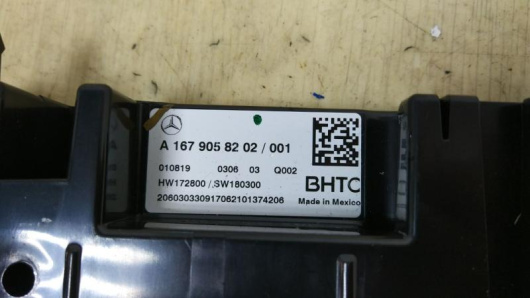 A 167 905 82 02 / 001
010819 0306 03 Q002
HW172800 / SW180300
BHTC
Made in Mexico
206030330917062101374206